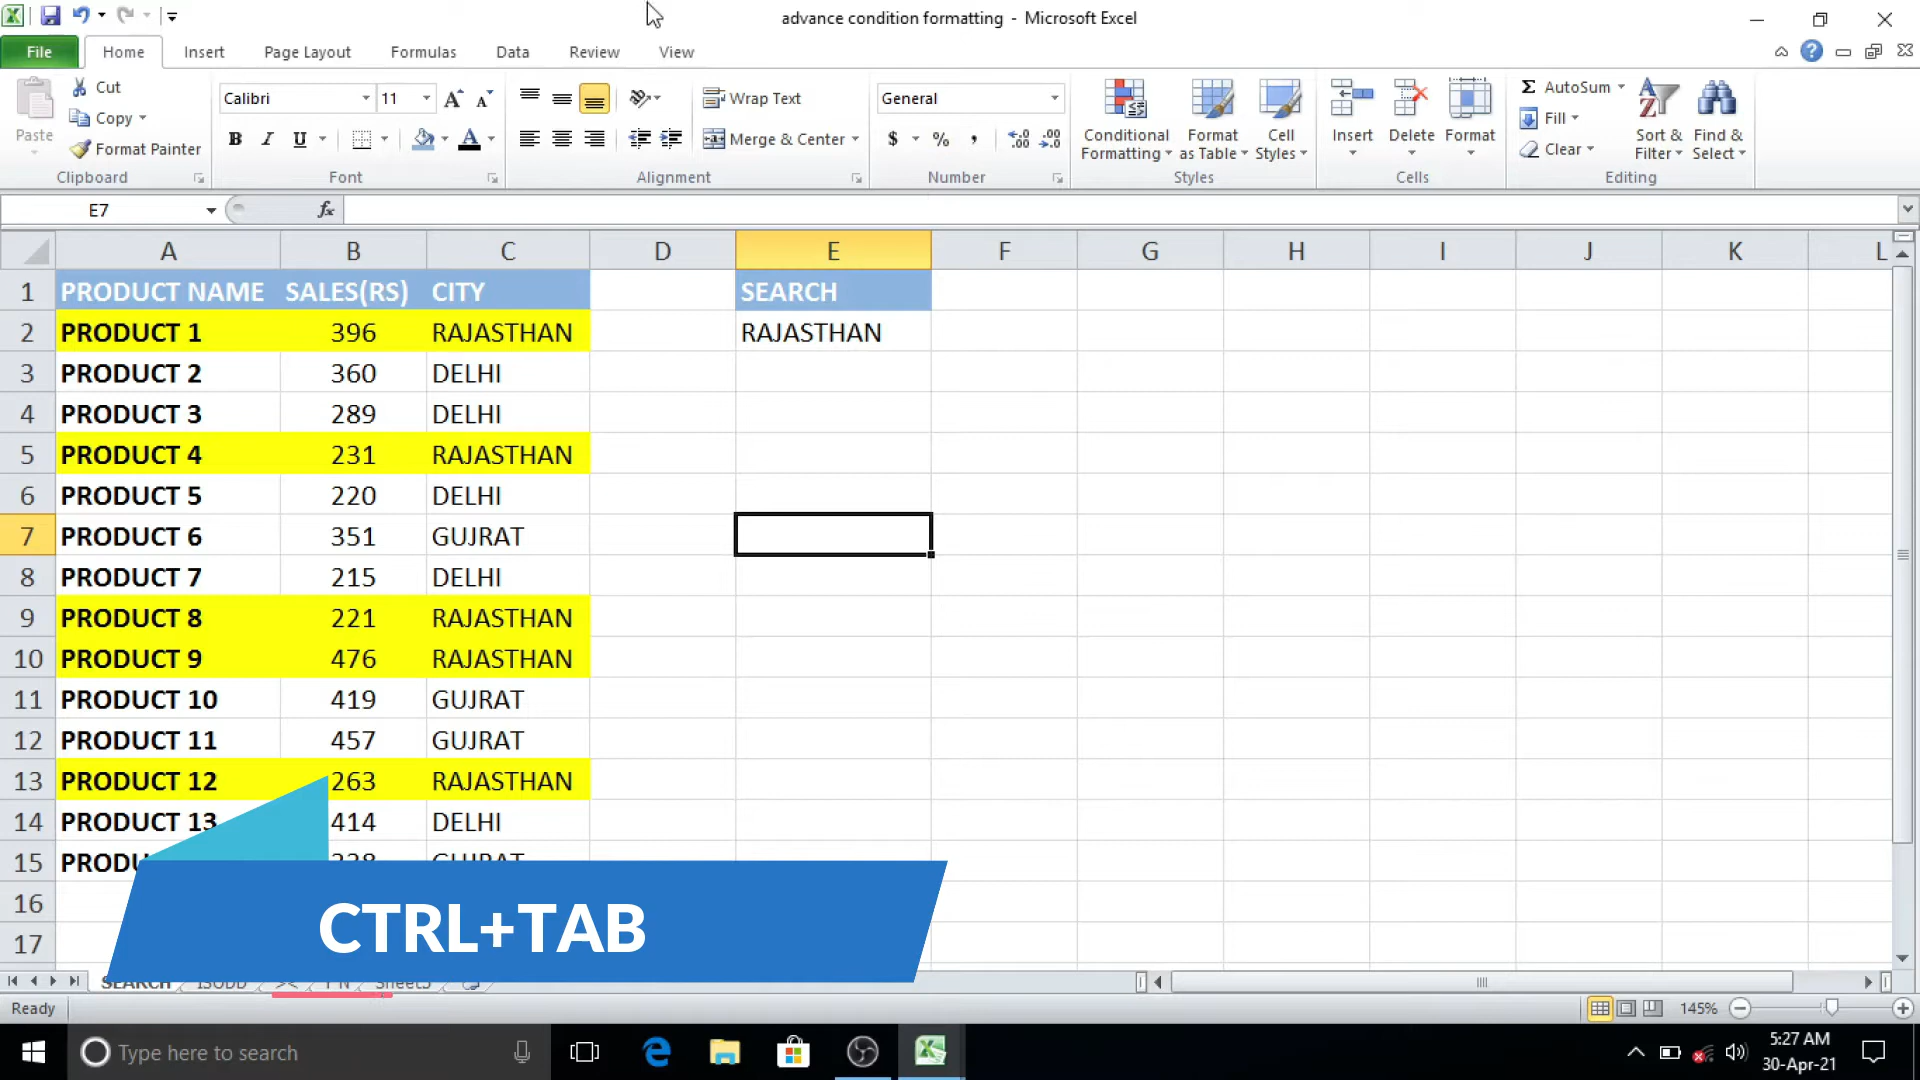 advance condition formatting - Microsoft Excel
File Home Insert Page Layout Formulas Data Review View
Paste
Cut
Copy
Format Painter
Clipboard
Calibri 11
B I U
Font
Wrap Text
Merge & Center
Alignment
General
$ % ,
Number
Conditional Formatting
Format as Table
Cell Styles
Styles
Insert Delete Format
Cells
AutoSum
Fill
Clear
Sort & Filter
Find & Select
Editing
E7 fx
A B C D E F G H I J K L
1 PRODUCT NAME SALES(RS) CITY SEARCH
2 PRODUCT 1 396 RAJASTHAN RAJASTHAN
3 PRODUCT 2 360 DELHI
4 PRODUCT 3 289 DELHI
5 PRODUCT 4 231 RAJASTHAN
6 PRODUCT 5 220 DELHI
7 PRODUCT 6 351 GUJRAT
8 PRODUCT 7 215 DELHI
9 PRODUCT 8 221 RAJASTHAN
10 PRODUCT 9 476 RAJASTHAN
11 PRODUCT 10 419 GUJRAT
12 PRODUCT 11 457 GUJRAT
13 PRODUCT 12 263 RAJASTHAN
14 PRODUCT 13 414 DELHI
15 GUJRAT
16
17
CTRL+TAB
SEARCH ISODD >< Sheet5
Ready 145%
Type here to search
5:27 AM
30-Apr-21